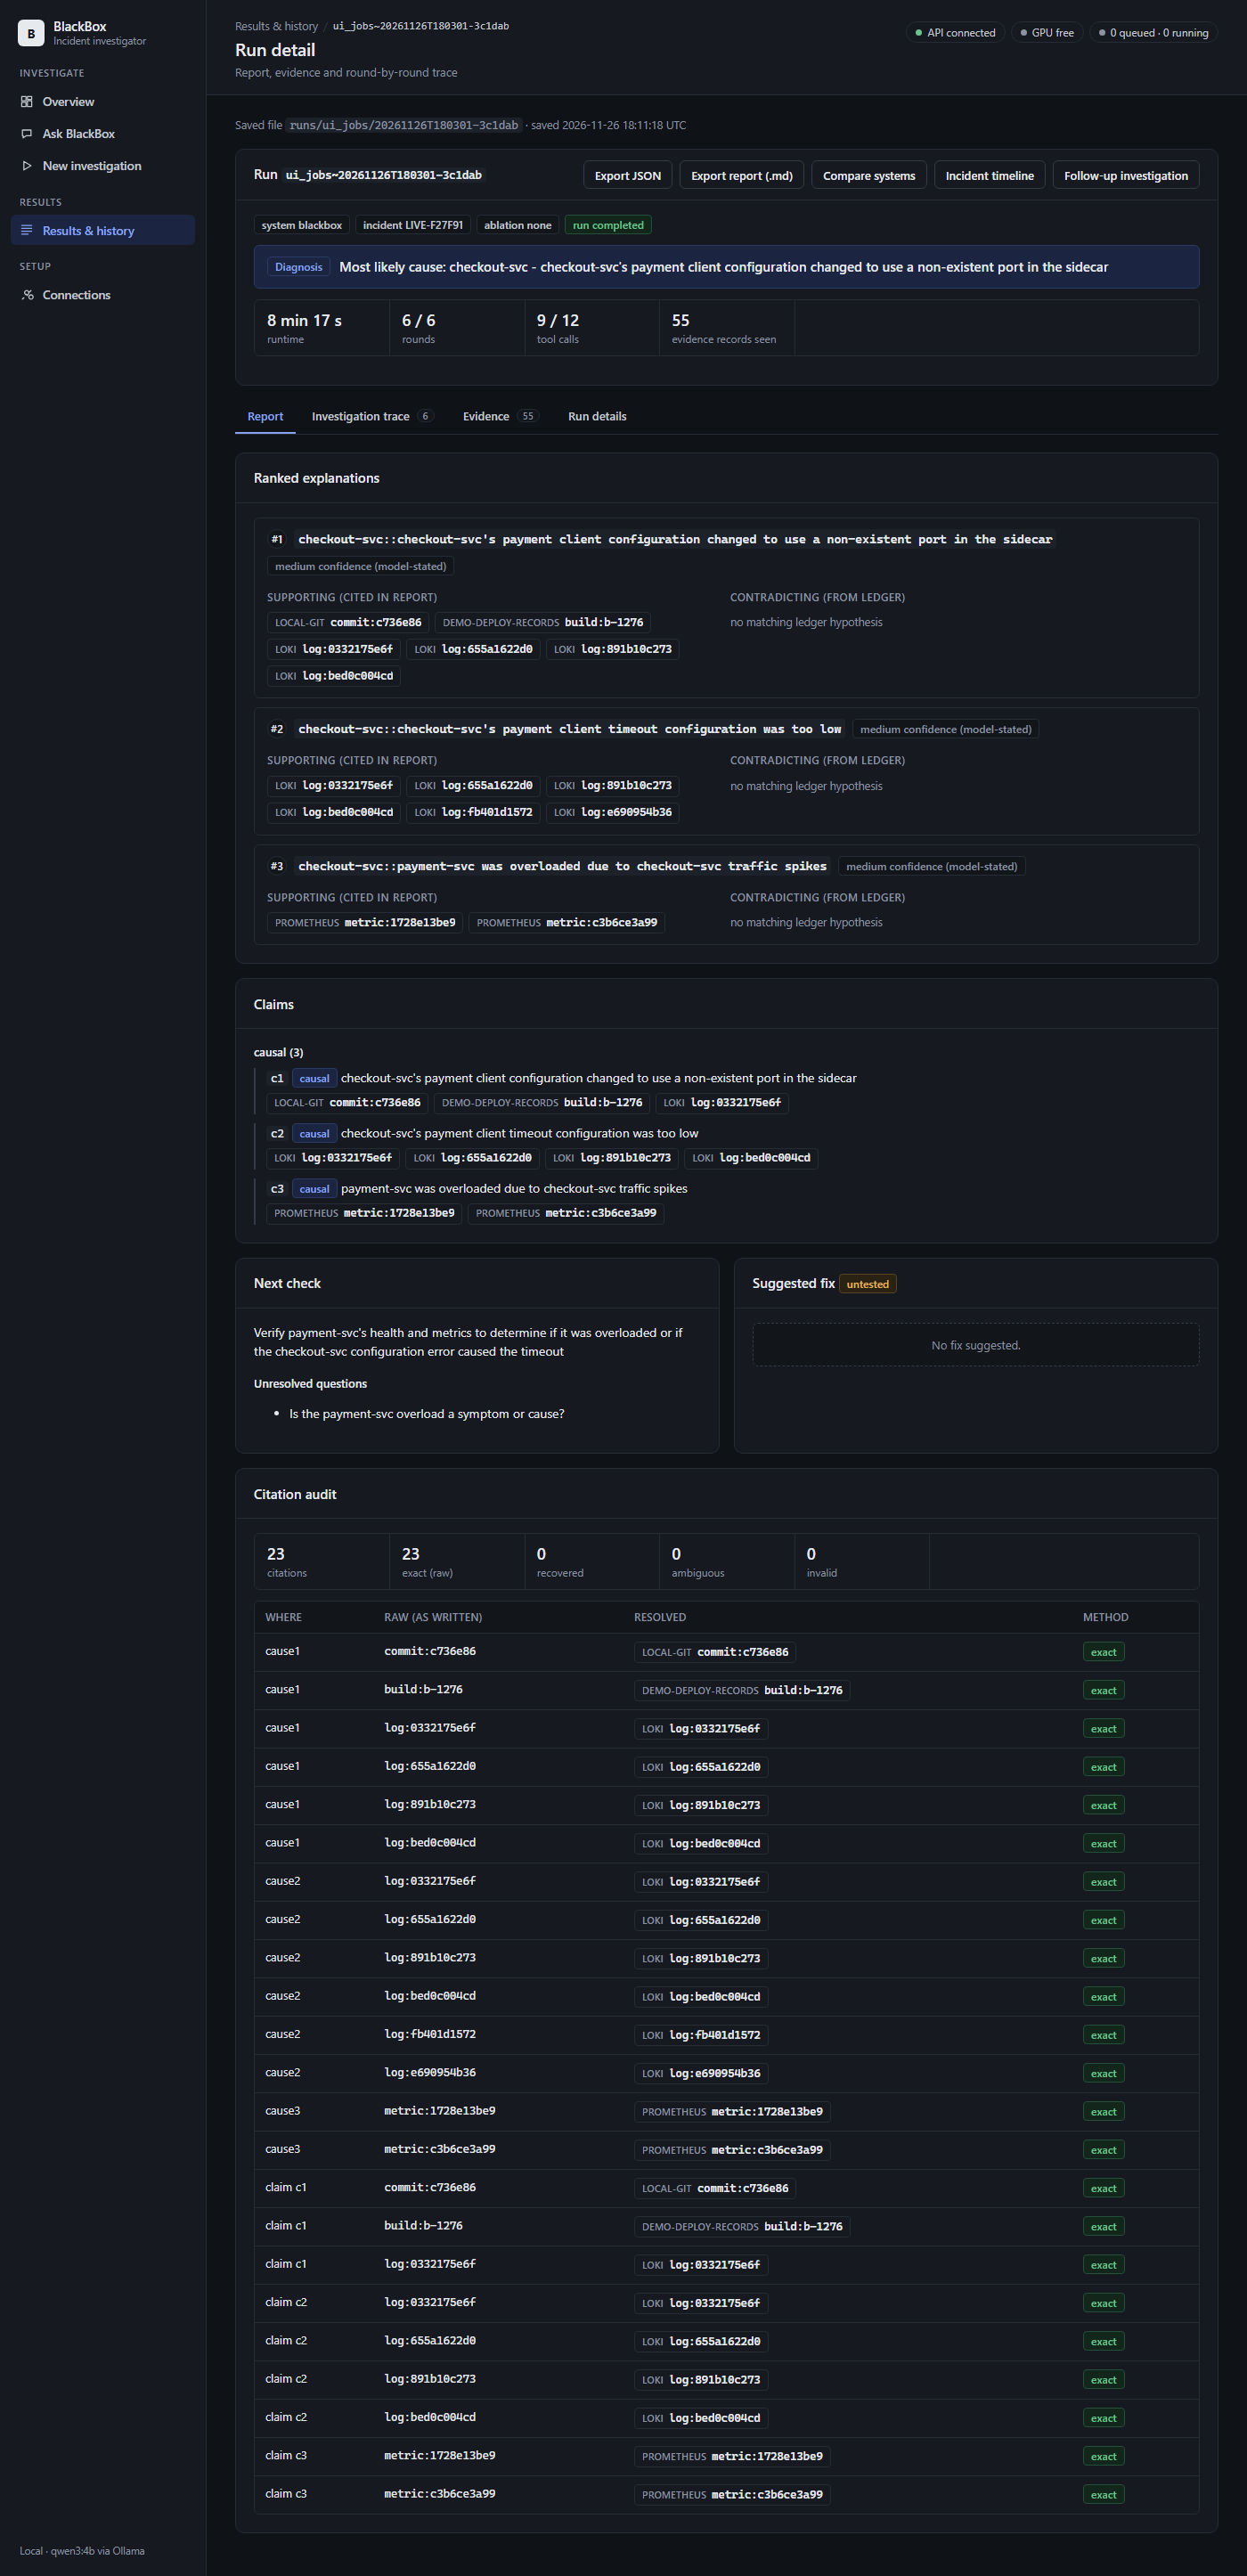 B
BlackBox
Incident investigator
INVESTIGATE
Overview
Ask BlackBox
New investigation
RESULTS
Results & history
SETUP
Connections
Results & history / ui_jobs~20261126T180301-3c1dab
Run detail
Report, evidence and round-by-round trace
API connected
GPU free
0 queued · 0 running
Saved file runs/ui_jobs/20261126T180301-3c1dab · saved 2026-11-26 18:11:18 UTC
Run ui_jobs~20261126T180301-3c1dab
Export JSON
Export report (.md)
Compare systems
Incident timeline
Follow-up investigation
system blackbox
incident LIVE-F27F91
ablation none
run completed
Diagnosis Most likely cause: checkout-svc - checkout-svc's payment client configuration changed to use a non-existent port in the sidecar
8 min 17 s
runtime
6 / 6
rounds
9 / 12
tool calls
55
evidence records seen
Report
Investigation trace 6
Evidence 55
Run details
Ranked explanations
#1 checkout-svc::checkout-svc's payment client configuration changed to use a non-existent port in the sidecar
medium confidence (model-stated)
SUPPORTING (CITED IN REPORT)
LOCAL-GIT commit:c736e86 DEMO-DEPLOY-RECORDS build:b-1276
LOKI log:0332175e6f LOKI log:655a1622d0 LOKI log:891b10c273
LOKI log:bed0c004cd
CONTRADICTING (FROM LEDGER)
no matching ledger hypothesis
#2 checkout-svc::checkout-svc's payment client timeout configuration was too low medium confidence (model-stated)
SUPPORTING (CITED IN REPORT)
LOKI log:0332175e6f LOKI log:655a1622d0 LOKI log:891b10c273
LOKI log:bed0c004cd LOKI log:fb401d1572 LOKI log:e690954b36
CONTRADICTING (FROM LEDGER)
no matching ledger hypothesis
#3 checkout-svc::payment-svc was overloaded due to checkout-svc traffic spikes medium confidence (model-stated)
SUPPORTING (CITED IN REPORT)
PROMETHEUS metric:1728e13be9 PROMETHEUS metric:c3b6ce3a99
CONTRADICTING (FROM LEDGER)
no matching ledger hypothesis
Claims
causal (3)
c1 causal checkout-svc's payment client configuration changed to use a non-existent port in the sidecar
LOCAL-GIT commit:c736e86 DEMO-DEPLOY-RECORDS build:b-1276 LOKI log:0332175e6f
c2 causal checkout-svc's payment client timeout configuration was too low
LOKI log:0332175e6f LOKI log:655a1622d0 LOKI log:891b10c273 LOKI log:bed0c004cd
c3 causal payment-svc was overloaded due to checkout-svc traffic spikes
PROMETHEUS metric:1728e13be9 PROMETHEUS metric:c3b6ce3a99
Next check
Verify payment-svc's health and metrics to determine if it was overloaded or if
the checkout-svc configuration error caused the timeout
Unresolved questions
• Is the payment-svc overload a symptom or cause?
Suggested fix untested
No fix suggested.
Citation audit
23
citations
23
exact (raw)
0
recovered
0
ambiguous
0
invalid
WHERE RAW (AS WRITTEN) RESOLVED METHOD
cause1 commit:c736e86 LOCAL-GIT commit:c736e86 exact
cause1 build:b-1276 DEMO-DEPLOY-RECORDS build:b-1276 exact
cause1 log:0332175e6f LOKI log:0332175e6f exact
cause1 log:655a1622d0 LOKI log:655a1622d0 exact
cause1 log:891b10c273 LOKI log:891b10c273 exact
cause1 log:bed0c004cd LOKI log:bed0c004cd exact
cause2 log:0332175e6f LOKI log:0332175e6f exact
cause2 log:655a1622d0 LOKI log:655a1622d0 exact
cause2 log:891b10c273 LOKI log:891b10c273 exact
cause2 log:bed0c004cd LOKI log:bed0c004cd exact
cause2 log:fb401d1572 LOKI log:fb401d1572 exact
cause2 log:e690954b36 LOKI log:e690954b36 exact
cause3 metric:1728e13be9 PROMETHEUS metric:1728e13be9 exact
cause3 metric:c3b6ce3a99 PROMETHEUS metric:c3b6ce3a99 exact
claim c1 commit:c736e86 LOCAL-GIT commit:c736e86 exact
claim c1 build:b-1276 DEMO-DEPLOY-RECORDS build:b-1276 exact
claim c1 log:0332175e6f LOKI log:0332175e6f exact
claim c2 log:0332175e6f LOKI log:0332175e6f exact
claim c2 log:655a1622d0 LOKI log:655a1622d0 exact
claim c2 log:891b10c273 LOKI log:891b10c273 exact
claim c2 log:bed0c004cd LOKI log:bed0c004cd exact
claim c3 metric:1728e13be9 PROMETHEUS metric:1728e13be9 exact
claim c3 metric:c3b6ce3a99 PROMETHEUS metric:c3b6ce3a99 exact
Local · qwen3:4b via Ollama